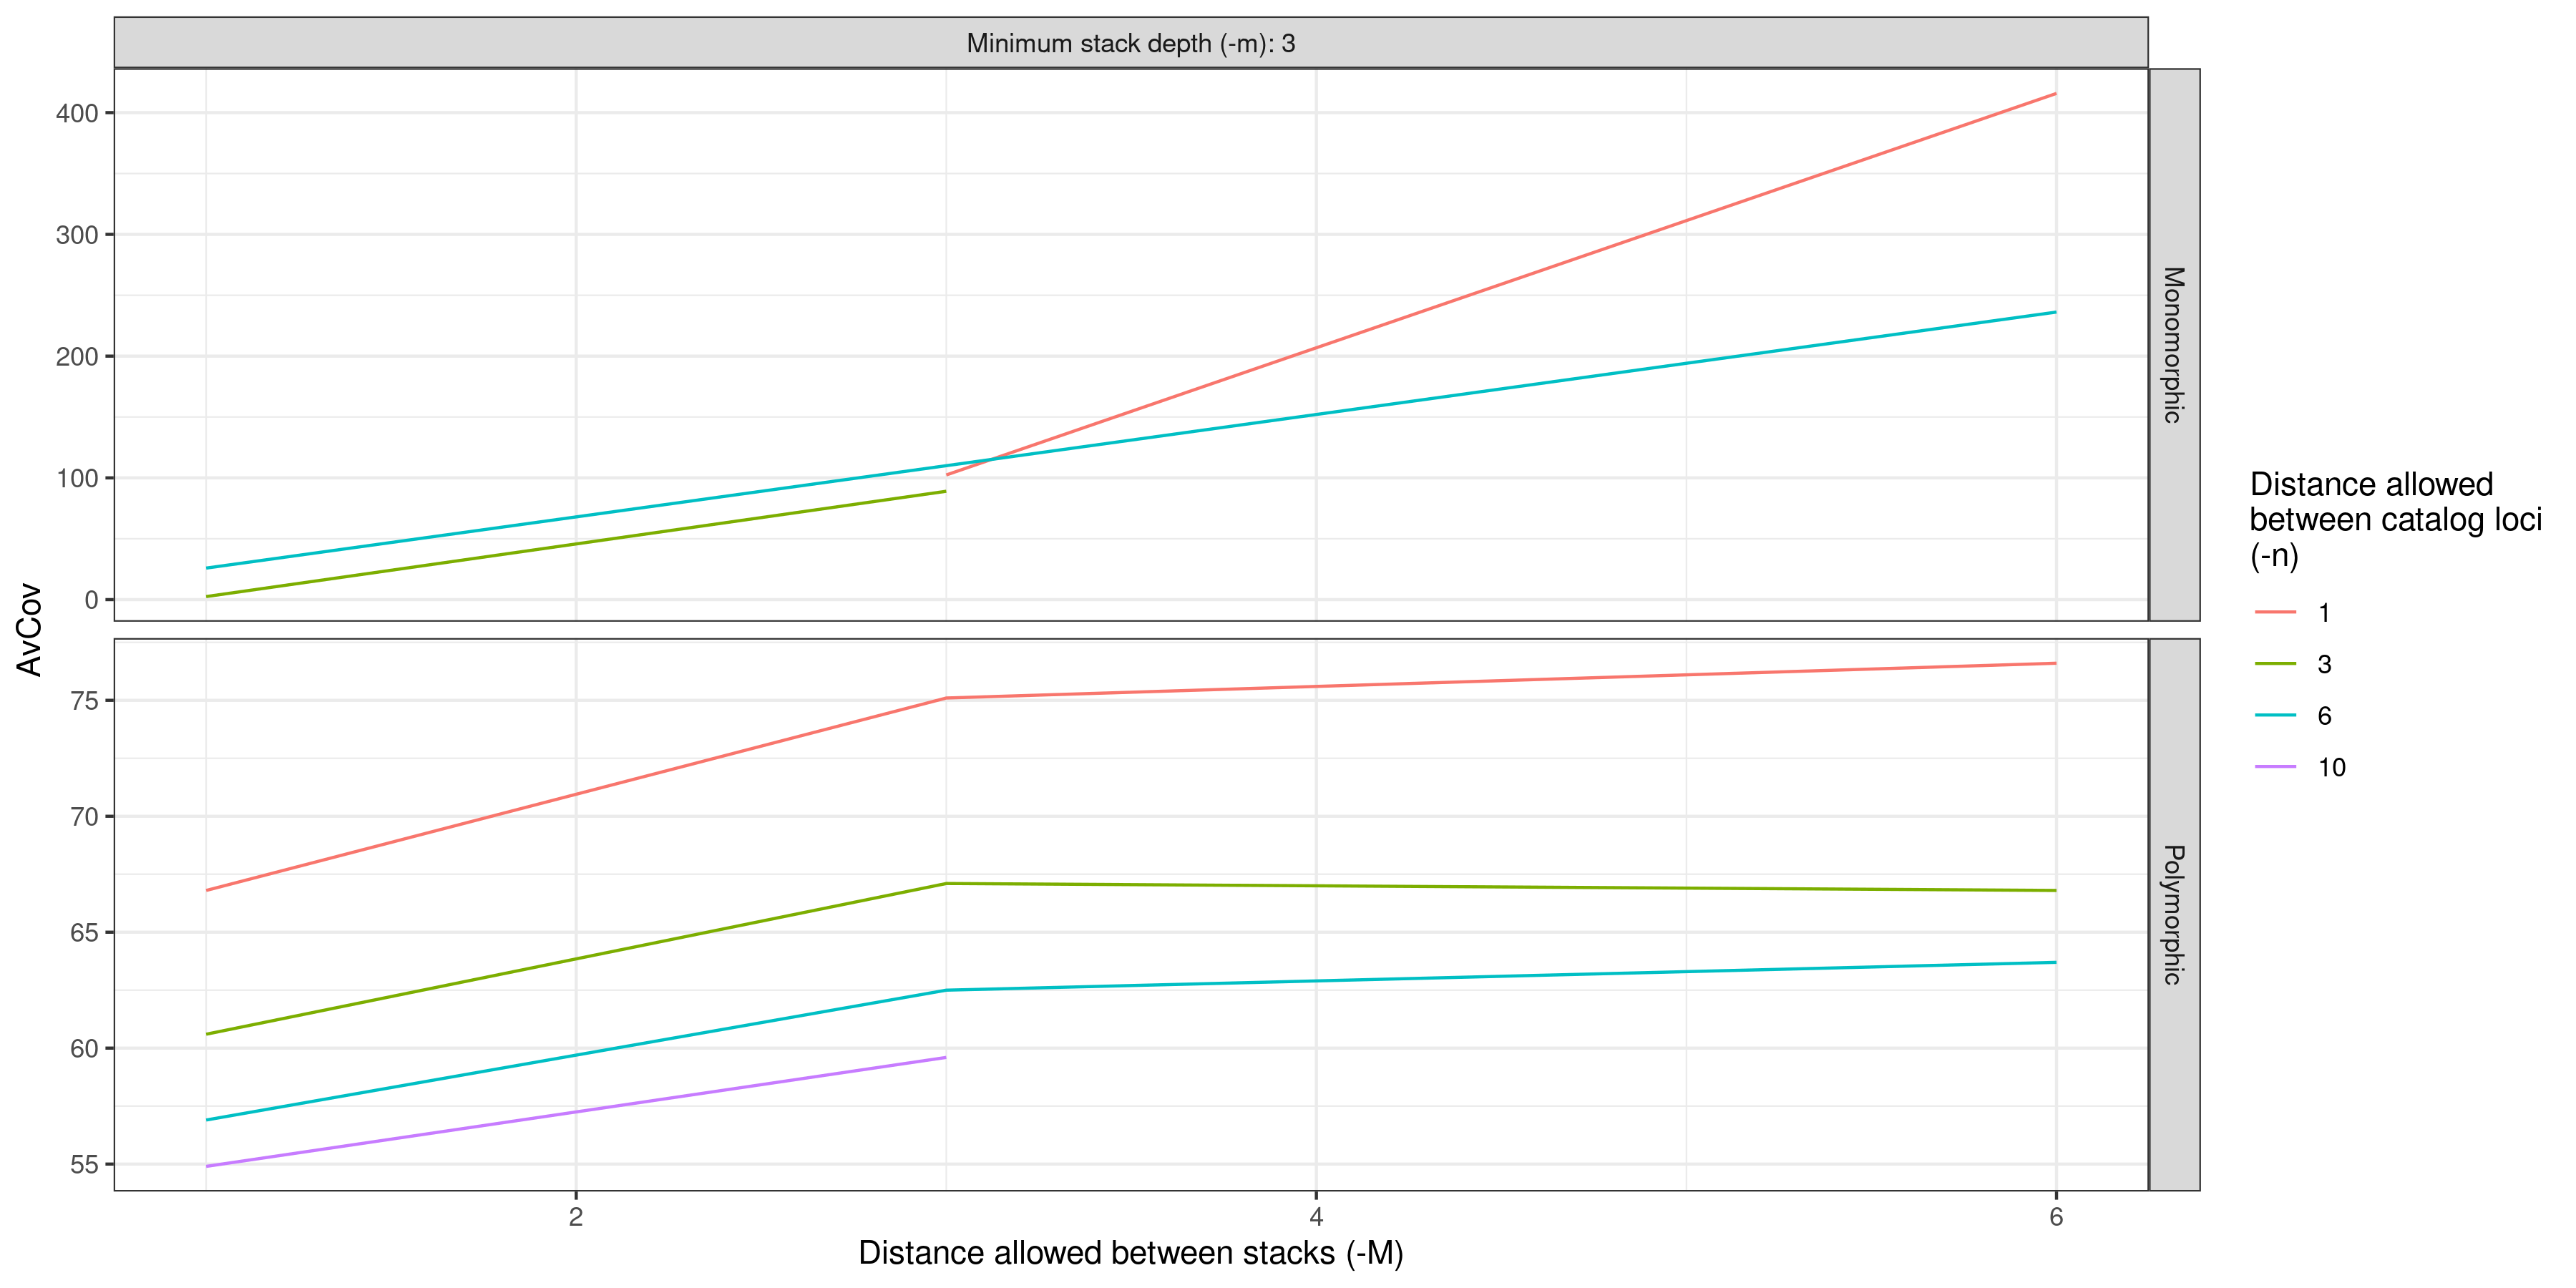 Minimum stack depth (-m): 3
400
300
200
100
0
Monomorphic
AvCov
75
70
65
60
55
Polymorphic
2
4
6
Distance allowed between stacks (-M)
Distance allowed
between catalog loci
(-n)
1
3
6
10